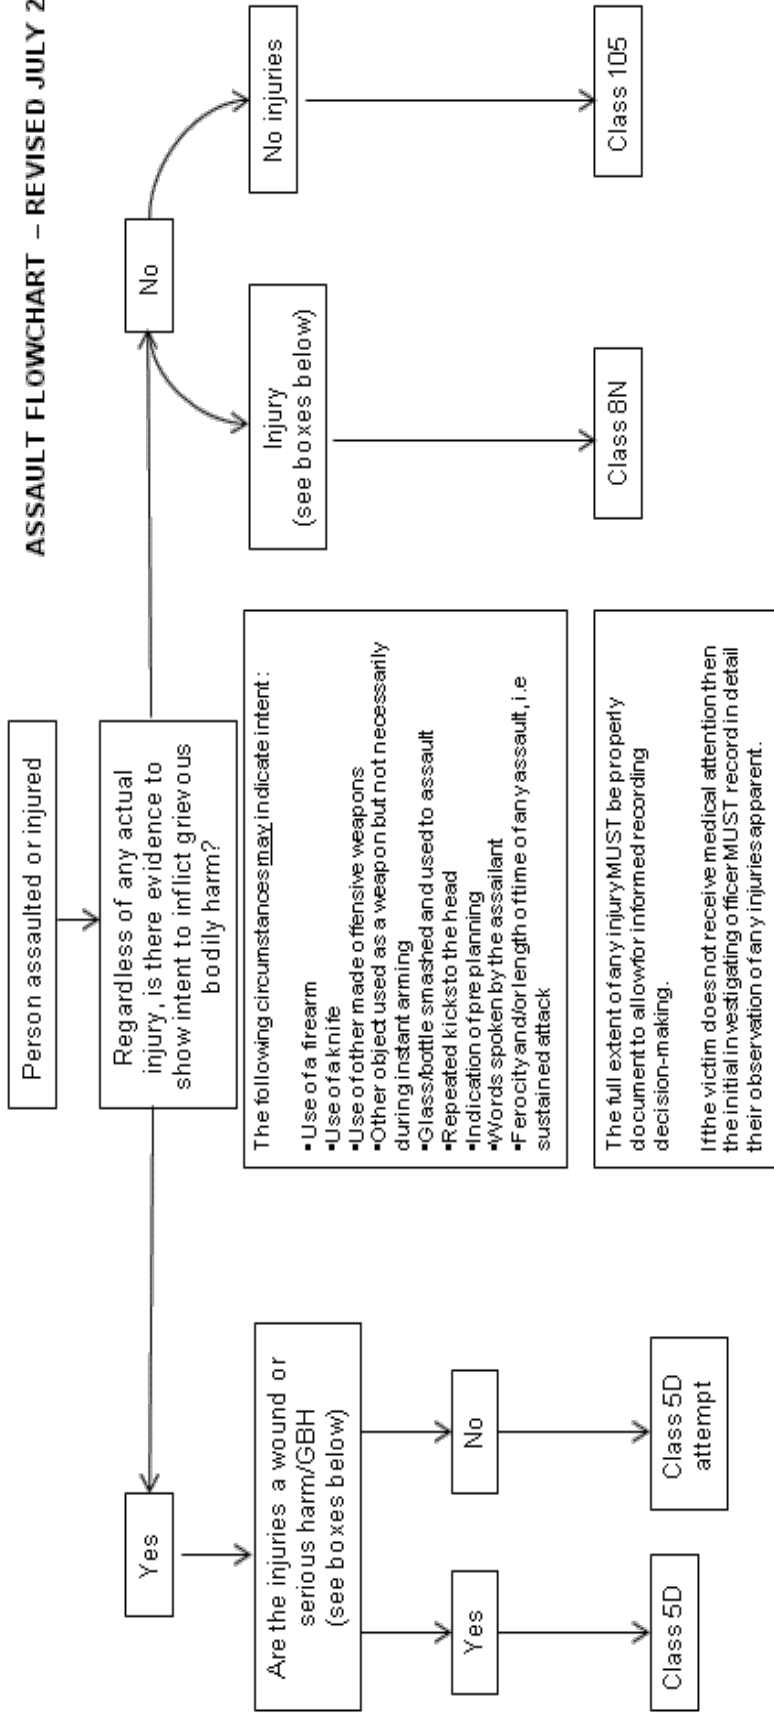 ASSAULT FLOWCHART – REVISED JULY 2
Person assaulted or injured
Regardless of any actual
injury, is there evidence to
show intent to inflict grievous
bodily harm?
Yes
No
Are the injuries a wound or
serious harm/GBH
(see boxes below)
Yes
No
Class 5D
Class 5D
attempt
The following circumstances may indicate intent:
▪Use of a firearm
▪Use of a knife
▪Use of other made offensive weapons
▪Other object used as a weapon but not necessarily
during instant arming
▪Glass/bottle smashed and used to assault
▪Repeated kicks to the head
▪Indication of pre planning
▪Words spoken by the assailant
▪Ferocity and/or length of time of any assault, i.e
sustained attack
The full extent of any injury MUST be properly
document to allow for informed recording
decision-making.
If the victim does not receive medical attention then
the initial investigating officer MUST record in detail
their observation of any injuries apparent.
Injury
(see boxes below)
No injuries
Class 8N
Class 105